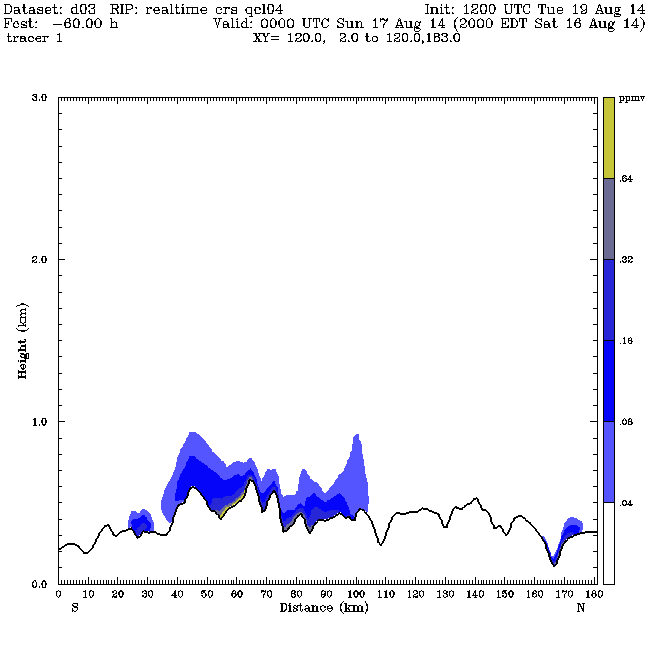 Dataset: d03 RIP: realtime crs qcl04 Init: 1200 UTC Tue 19 Aug 14
Fcst: -60.00 h Valid: 0000 UTC Sun 17 Aug 14 (2000 EDT Sat 16 Aug 14)
tracer 1 XY= 120.0, 2.0 to 120.0,183.0
ppmv
3.0
.64
2.0
.32
.16
1.0
.08
.04
0.0
Height (km)
0 10 20 30 40 50 60 70 80 90 100 110 120 130 140 150 160 170 180
S Distance (km) N